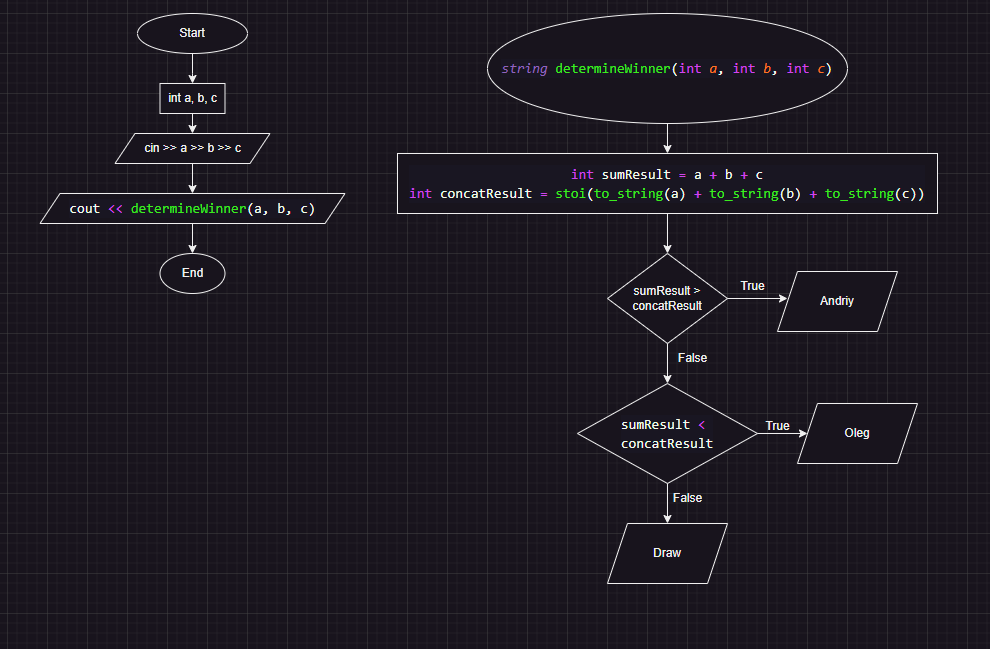 Start
int a, b, c
cin >> a >> b >> c
cout << determineWinner(a, b, c)
End
string determineWinner(int a, int b, int c)
int sumResult = a + b + c
int concatResult = stoi(to_string(a) + to_string(b) + to_string(c))
sumResult >
concatResult
True
Andriy
False
sumResult <
concatResult
True
Oleg
False
Draw